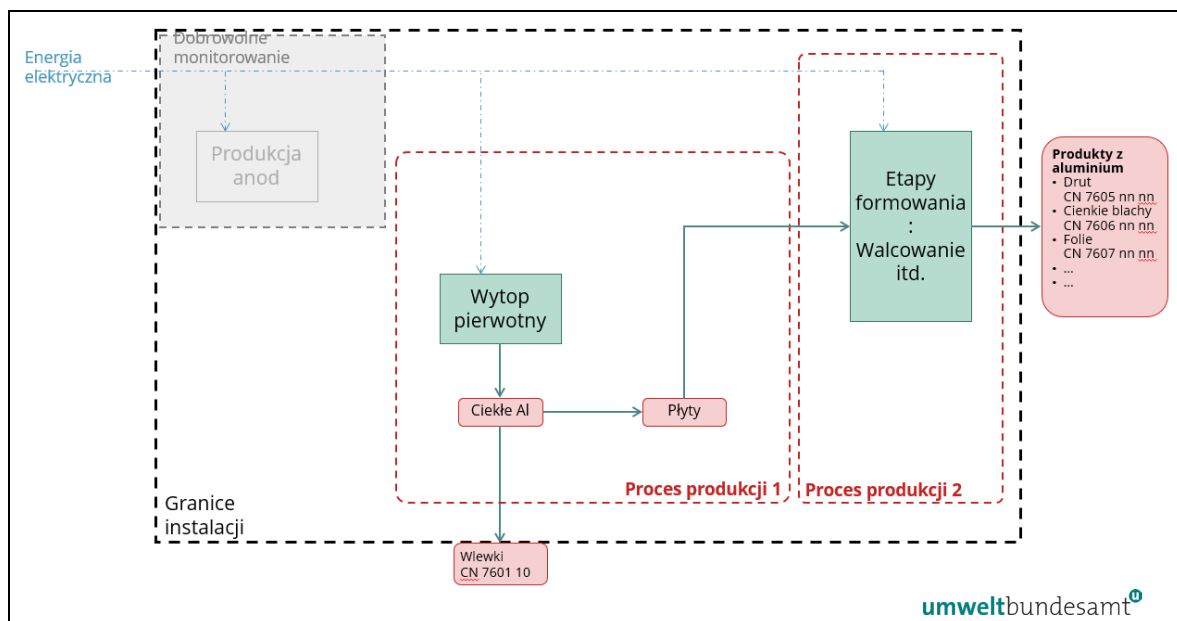 Dobrowolne
monitorowanie
Energia
elektryczna
Produkcja
anod
Etapy
formowania
:
Walcowanie
itd.
Produkty z
aluminium
• Drut
CN 7605 nn nn
• Cienkie blachy
CN 7606 nn nn
• Folie
CN 7607 nn nn
• ...
• ...
Wytop
pierwotny
Ciekłe Al
Płyty
Proces produkcji 1
Proces produkcji 2
Granice
instalacji
Wlewki
CN 7601 10
umweltbundesamt u